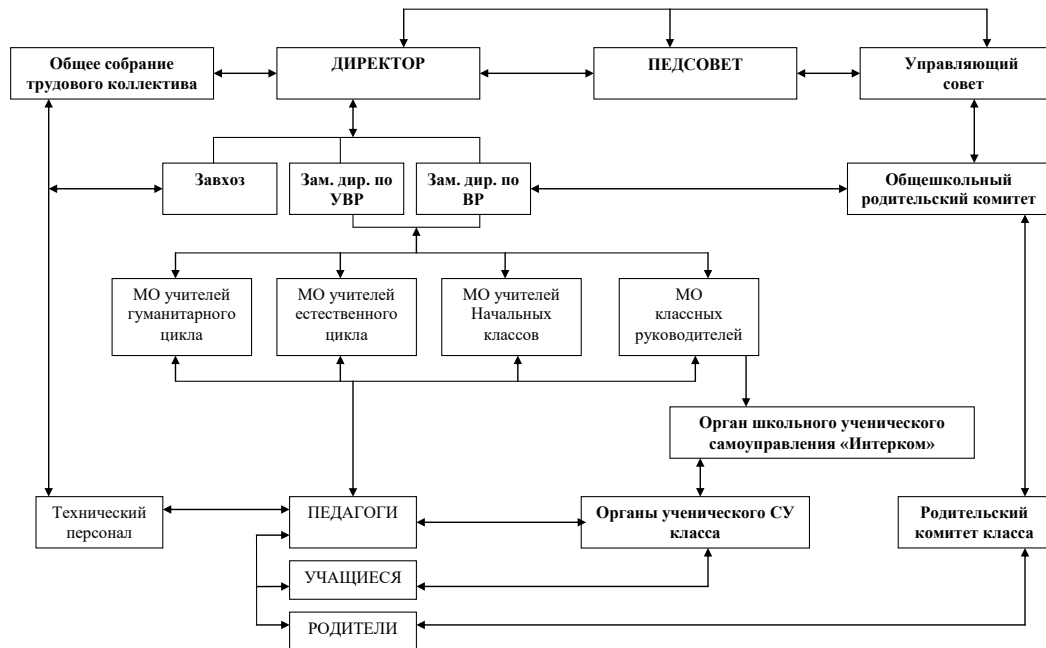 Общее собрание
трудового коллектива
ДИРЕКТОР
ПЕДСОВЕТ
Управляющий
совет
Завхоз
Зам. дир. по
УВР
Зам. дир. по
ВР
Общешкольный
родительский комитет
МО учителей
гуманитарного
цикла
МО учителей
естественного
цикла
МО учителей
Начальных
классов
МО
классных
руководителей
Орган школьного ученического
самоуправления «Интерком»
Технический
персонал
ПЕДАГОГИ
Органы ученического СУ
класса
Родительский
комитет класса
УЧАЩИЕСЯ
РОДИТЕЛИ